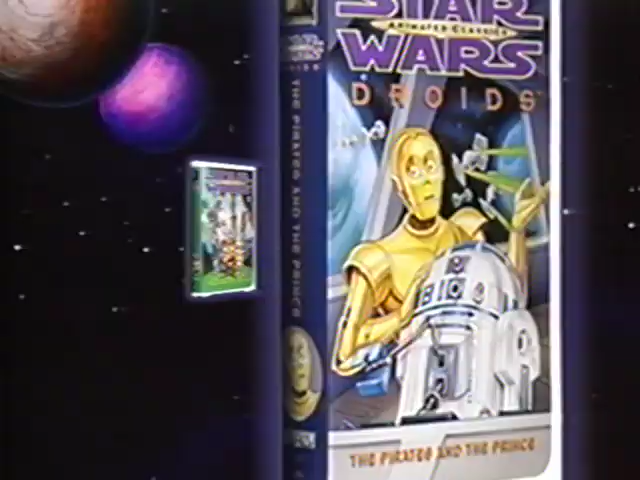 STAR
ANIMATED CLASSICS
WARS
DROIDS
THE PIRATES AND THE PRINCE
THE PIRATES AND THE PRINCE